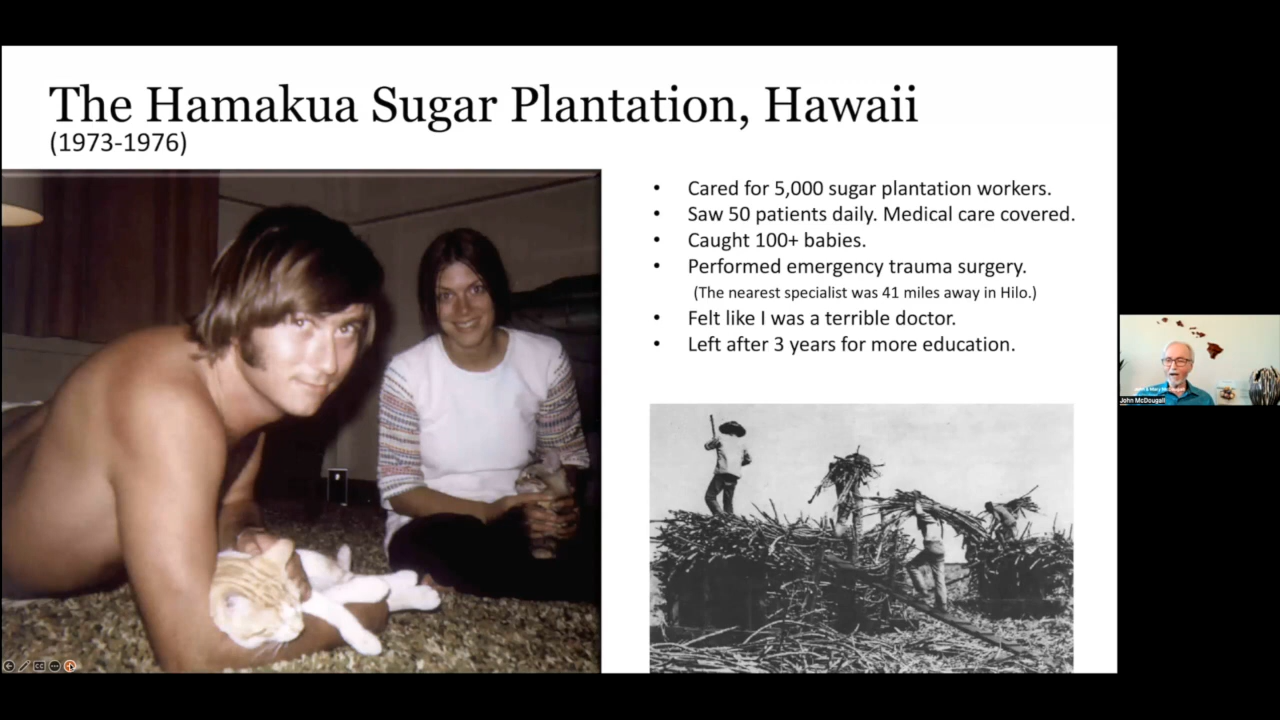 The Hamakua Sugar Plantation, Hawaii
(1973-1976)
• Cared for 5,000 sugar plantation workers.
• Saw 50 patients daily. Medical care covered.
• Caught 100+ babies.
• Performed emergency trauma surgery.
(The nearest specialist was 41 miles away in Hilo.)
• Felt like I was a terrible doctor.
• Left after 3 years for more education.
John McDougall